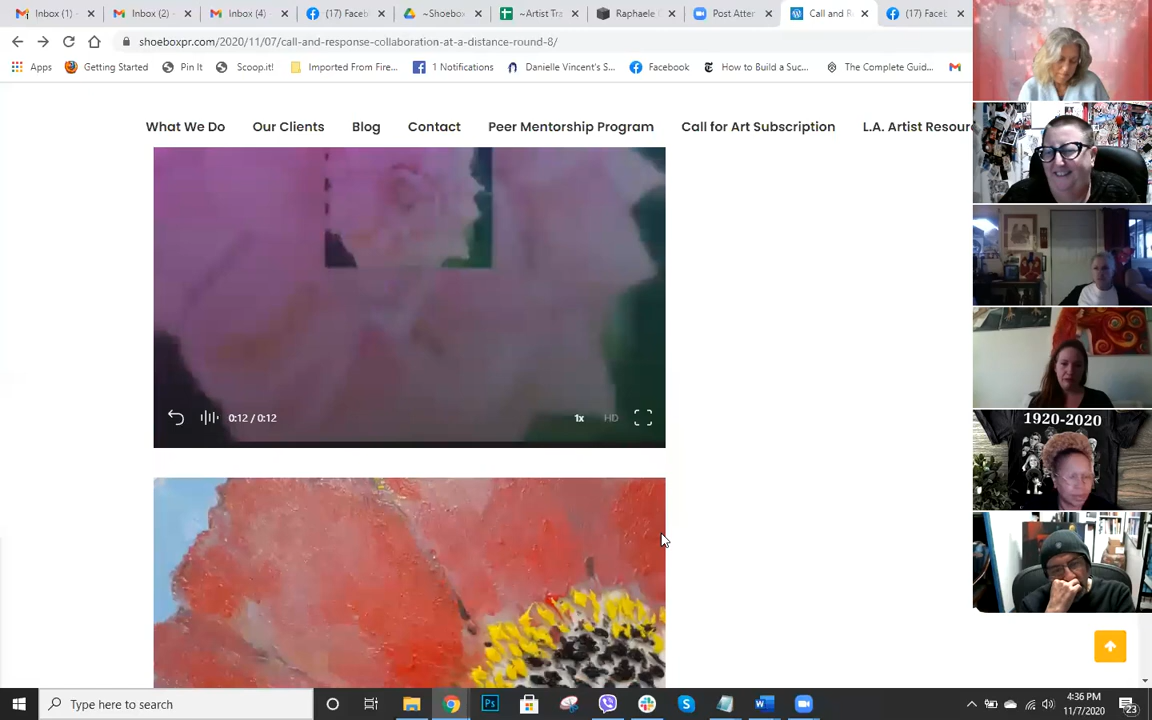 Inbox (1) -
Inbox (2) -
Inbox (4)
(17) Faceb
~Shoebox
~Artist Tra
Raphaele
Post Atter
Call and R
(17) Faceb
shoeboxpr.com/2020/11/07/call-and-response-collaboration-at-a-distance-round-8/
Apps
Getting Started
Pin It
Scoop.it!
Imported From Fire...
1 Notifications
Danielle Vincent's S...
Facebook
How to Build a Suc...
The Complete Guid...
What We Do
Our Clients
Blog
Contact
Peer Mentorship Program
Call for Art Subscription
L.A. Artist Resour
0:12 / 0:12
1x
HD
1920-2020
Type here to search
4:36 PM
11/7/2020
23